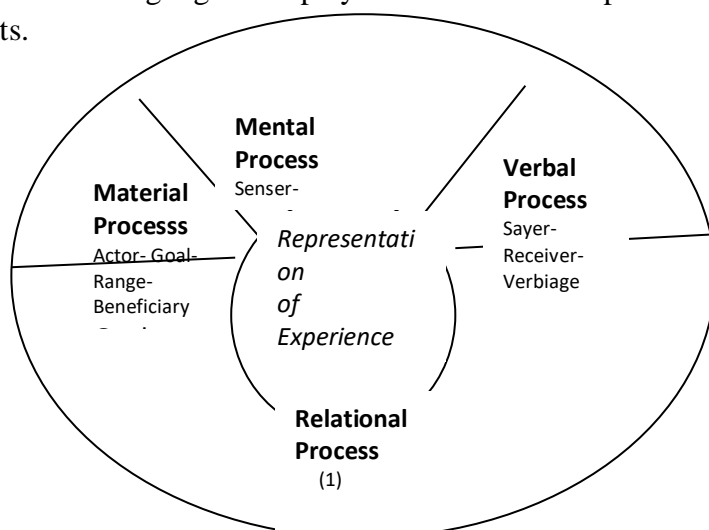 ts.
Mental
Process
Senser-
Verbal
Process
Sayer-
Receiver-
Verbiage
Material
Processs
Actor- Goal-
Range-
Beneficiary
Representati
on
of
Experience
Relational
Process
(1)